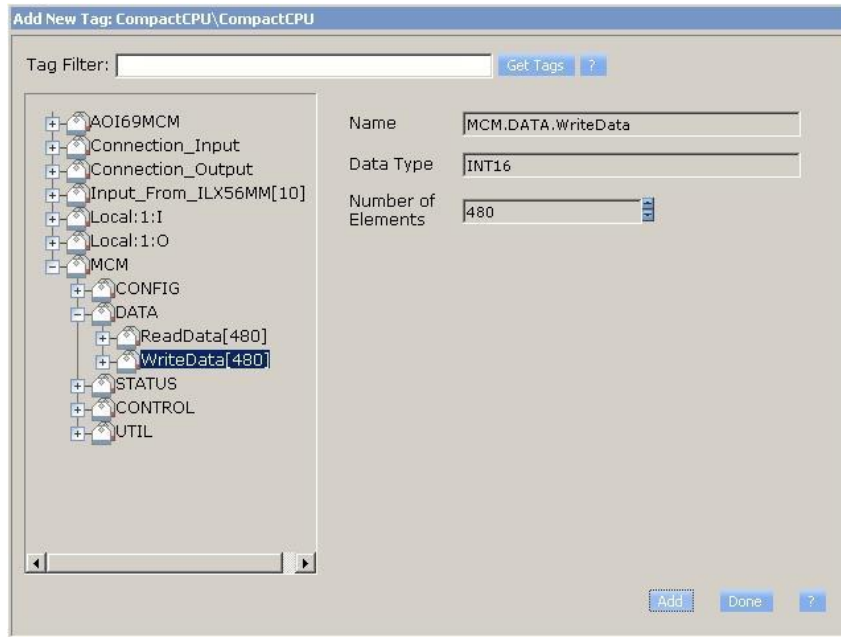 Add New Tag: CompactCPU\CompactCPU
Tag Filter: Get Tags ?
AOI69MCM
Connection_Input
Connection_Output
Input_From_ILX56MM[10]
Local:1:I
Local:1:O
MCM
CONFIG
DATA
ReadData[480]
WriteData[480]
STATUS
CONTROL
UTIL
Name MCM.DATA.WriteData
Data Type INT16
Number of
Elements 480
Add Done ?